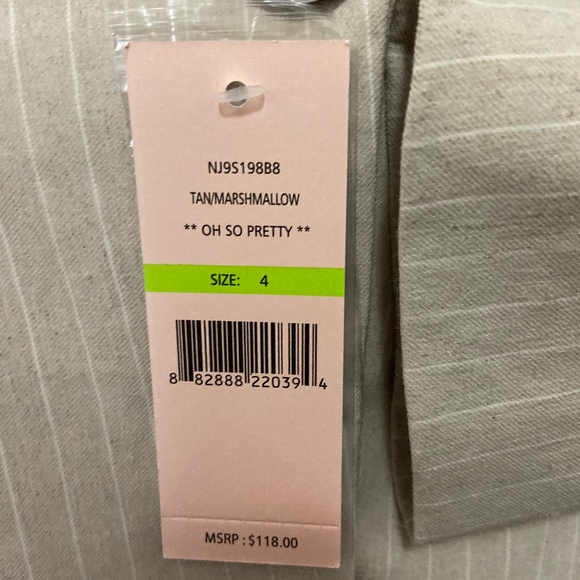 NJ9S198B8
TAN/MARSHMALLOW
** OH SO PRETTY **
SIZE: 4
8 82888 22039 4
MSRP : $118.00